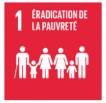 1 ÉRADICATION DE
LA PAUVRETÉ